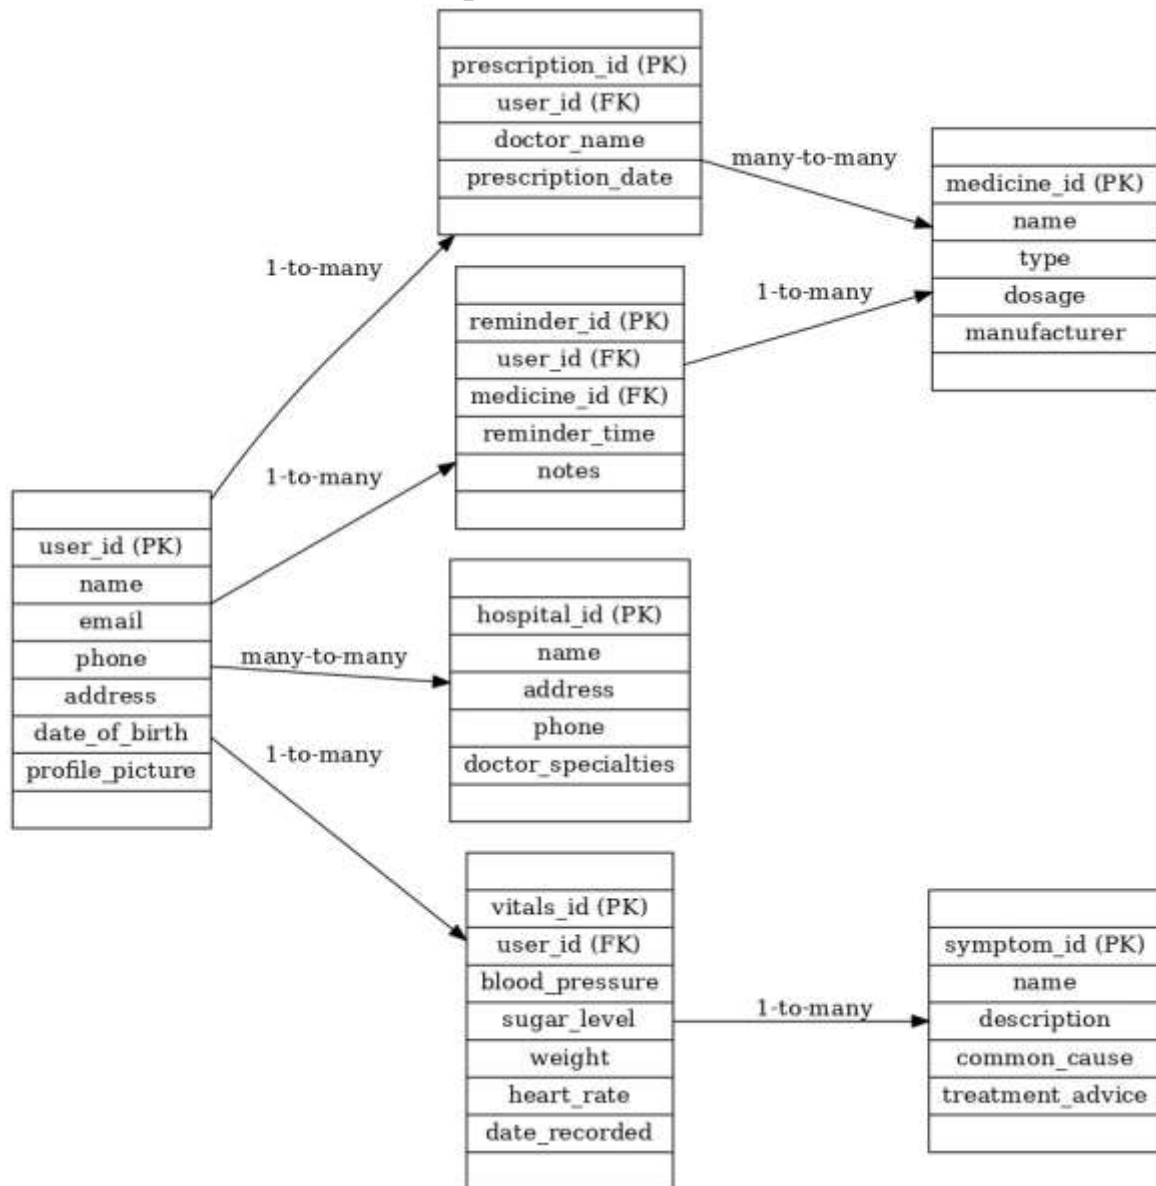 prescription_id (PK)
user_id (FK)
doctor_name
prescription_date
many-to-many
medicine_id (PK)
name
type
dosage
manufacturer
1-to-many
reminder_id (PK)
user_id (FK)
medicine_id (FK)
reminder_time
notes
1-to-many
1-to-many
user_id (PK)
name
email
phone
address
date_of_birth
profile_picture
many-to-many
hospital_id (PK)
name
address
phone
doctor_specialties
1-to-many
vitals_id (PK)
user_id (FK)
blood_pressure
sugar_level
weight
heart_rate
date_recorded
1-to-many
symptom_id (PK)
name
description
common_cause
treatment_advice